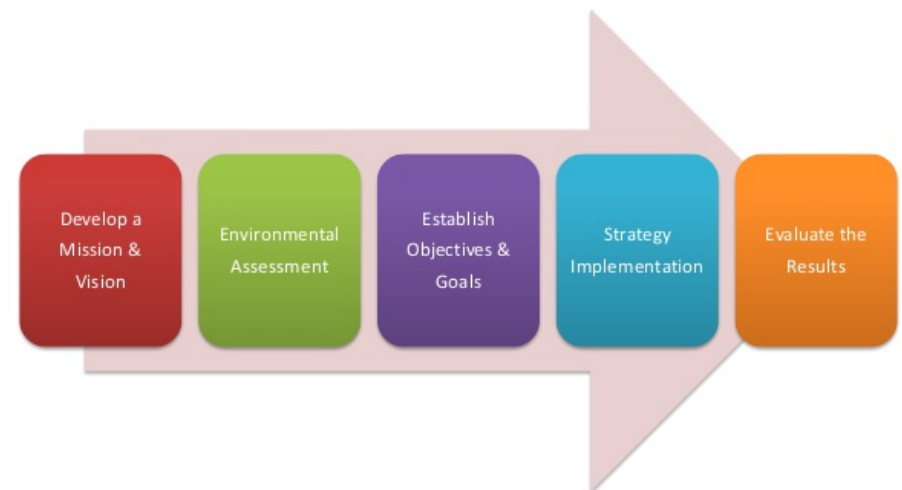 Develop a
Mission &
Vision
Environmental
Assessment
Establish
Objectives &
Goals
Strategy
Implementation
Evaluate the
Results